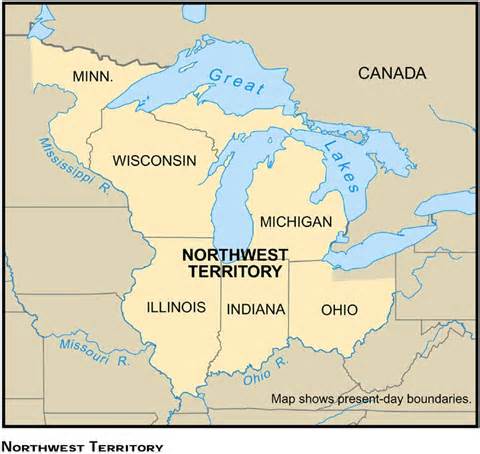 MINN.
Great
CANADA
Mississippi R.
WISCONSIN
Lakes
MICHIGAN
NORTHWEST
TERRITORY
ILLINOIS
INDIANA
OHIO
Missouri R.
Ohio R.
Map shows present-day boundaries.
NORTHWEST TERRITORY